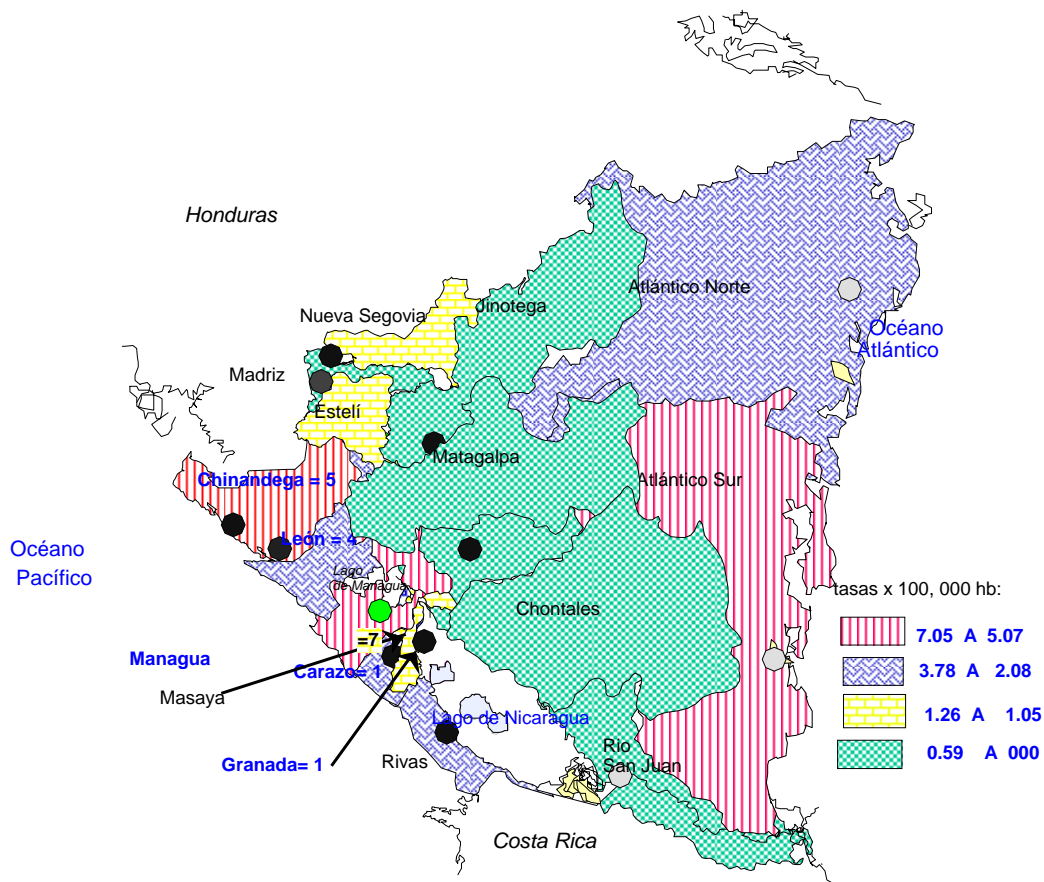 Honduras
Atlántico Norte
Jinotega
Nueva Segovia
Océano
Atlántico
Madriz
Estelí
Matagalpa
Atlántico Sur
Chinandega = 5
León = 4
Océano
Pacífico
Lago
de Managua
tasas x 100, 000 hb:
Chontales
7.05 A 5.07
=7
Managua
Carazo= 1
3.78 A 2.08
Masaya
1.26 A 1.05
Lago de Nicaragua
Río
San Juan
0.59 A 000
Granada= 1
Rivas
Costa Rica